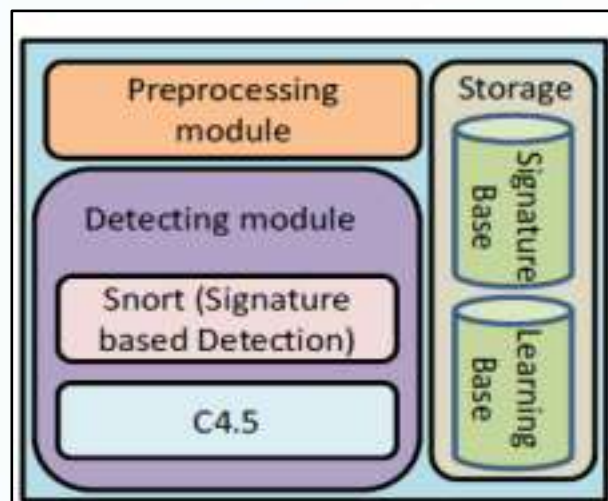 Preprocessing
module
Detecting module
Snort (Signature
based Detection)
C4.5
Storage
Signature
Base
Learning
Base